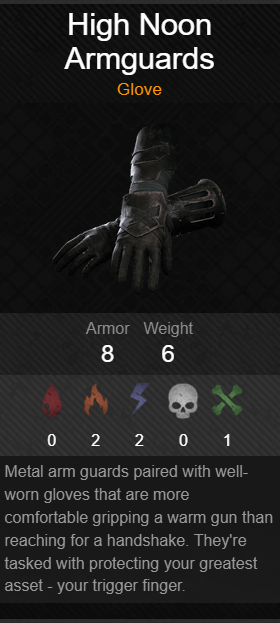 High Noon
Armguards
Glove
Armor Weight
8 6
0 2 2 0 1
Metal arm guards paired with well-
worn gloves that are more
comfortable gripping a warm gun than
reaching for a handshake. They're
tasked with protecting your greatest
asset - your trigger finger.